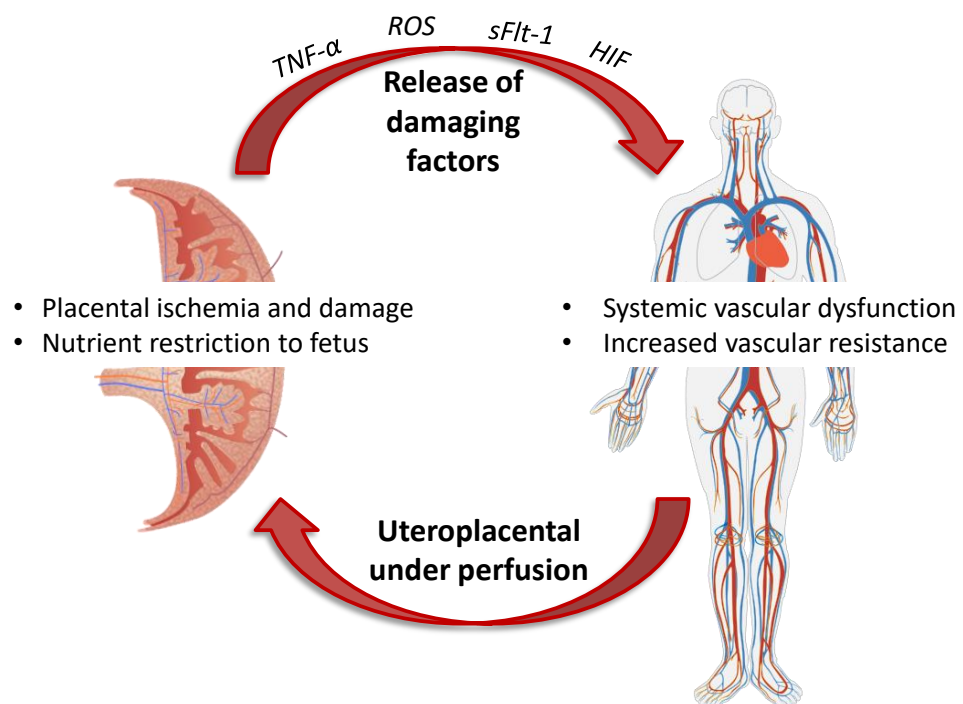 TNF-α
ROS
sFlt-1
HIF
Release of
damaging
factors
• Placental ischemia and damage
• Nutrient restriction to fetus
• Systemic vascular dysfunction
• Increased vascular resistance
Uteroplacental
under perfusion